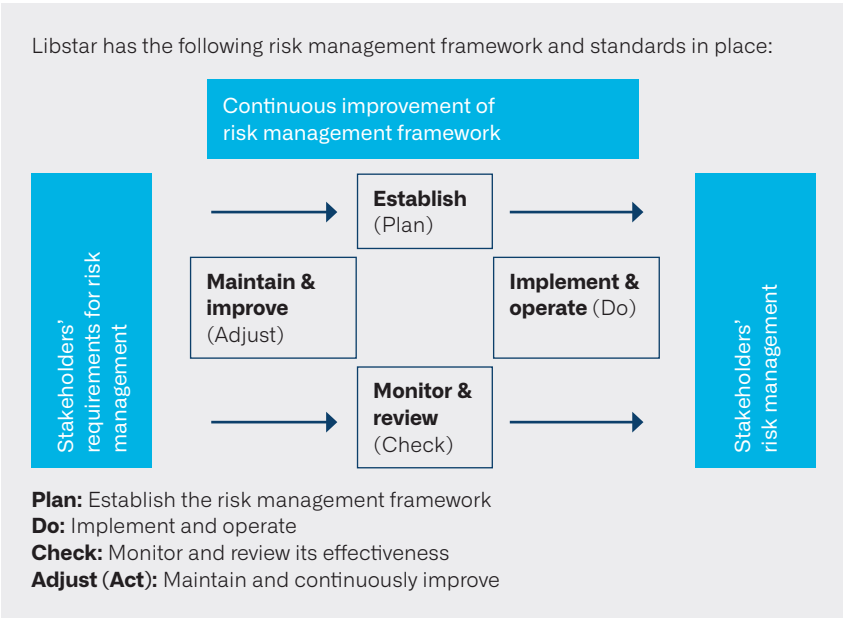 Libstar has the following risk management framework and standards in place:
Continuous improvement of
risk management framework
Stakeholders’
requirements for risk
management
Establish
(Plan)
Maintain &
improve
(Adjust)
Implement &
operate (Do)
Monitor &
review
(Check)
Stakeholders’
risk management
Plan: Establish the risk management framework
Do: Implement and operate
Check: Monitor and review its effectiveness
Adjust (Act): Maintain and continuously improve